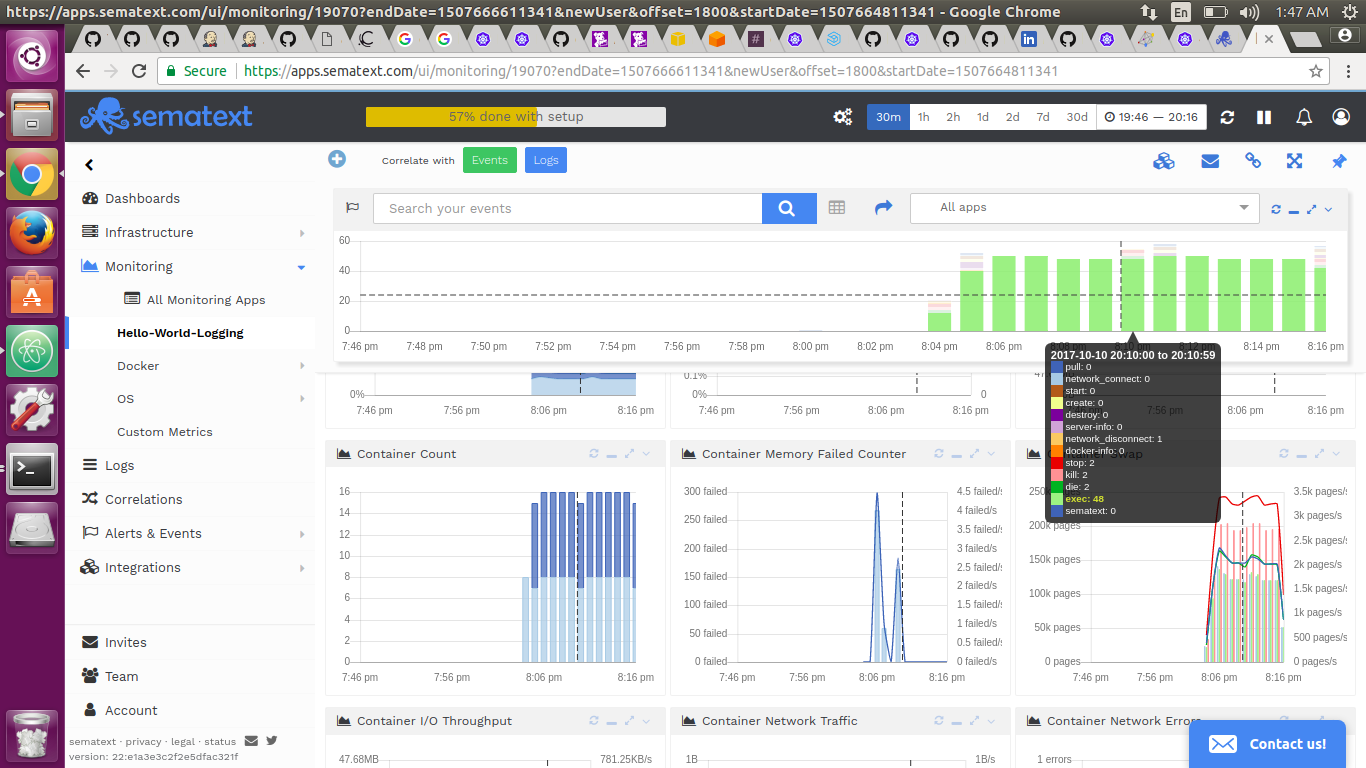 https://apps.sematext.com/ui/monitoring/19070?endDate=1507666611341&newUser&offset=1800&startDate=1507664811341 - Google Chrome
En
1:47 AM
Secure
https://apps.sematext.com/ui/monitoring/19070?endDate=1507666611341&newUser&offset=1800&startDate=1507664811341
sematext
57% done with setup
30m 1h 2h 1d 2d 7d 30d 19:46 — 20:16
Dashboards
Infrastructure
Monitoring
All Monitoring Apps
Hello-World-Logging
Docker
OS
Custom Metrics
Logs
Correlations
Alerts & Events
Integrations
Invites
Team
Account
sematext · privacy · legal · status
version: 22:e1a3e3c2f2e5dfac321f
Correlate with Events Logs
Search your events
All apps
60
40
20
0
7:46 pm 7:48 pm 7:50 pm 7:52 pm 7:54 pm 7:56 pm 7:58 pm 8:00 pm 8:02 pm 8:04 pm 8:06 pm 8:08 pm 8:10 pm 8:12 pm 8:14 pm 8:16 pm
2017-10-10 20:10:00 to 20:10:59
pull: 0
network_connect: 0
start: 0
create: 0
destroy: 0
server-info: 0
network_disconnect: 1
docker-info: 0
stop: 2
kill: 2
die: 2
exec: 48
sematext: 0
0%
7:46 pm 7:56 pm 8:06 pm 8:16 pm
0.1%
0% 0
7:46 pm 7:56 pm 8:06 pm 8:16 pm
7:46 pm 7:56 pm 8:06 pm 8:16 pm
Container Count
16
14
12
10
8
6
4
2
0
7:46 pm 7:56 pm 8:06 pm 8:16 pm
Container Memory Failed Counter
300 failed
250 failed
200 failed
150 failed
100 failed
50 failed
0 failed
4.5 failed/s
4 failed/s
3.5 failed/s
3 failed/s
2.5 failed/s
2 failed/s
1.5 failed/s
1 failed/s
0.5 failed/s
0 failed/s
7:46 pm 7:56 pm 8:06 pm 8:16 pm
Container Swap
200k pages
150k pages
100k pages
50k pages
0 pages
3.5k pages/s
3k pages/s
2.5k pages/s
2k pages/s
1.5k pages/s
1k pages/s
500 pages/s
0 pages/s
7:46 pm 7:56 pm 8:06 pm 8:16 pm
Container I/O Throughput
47.68MB 781.25KB/s
Container Network Traffic
1B 1B/s
Container Network Errors
1 errors
Contact us!